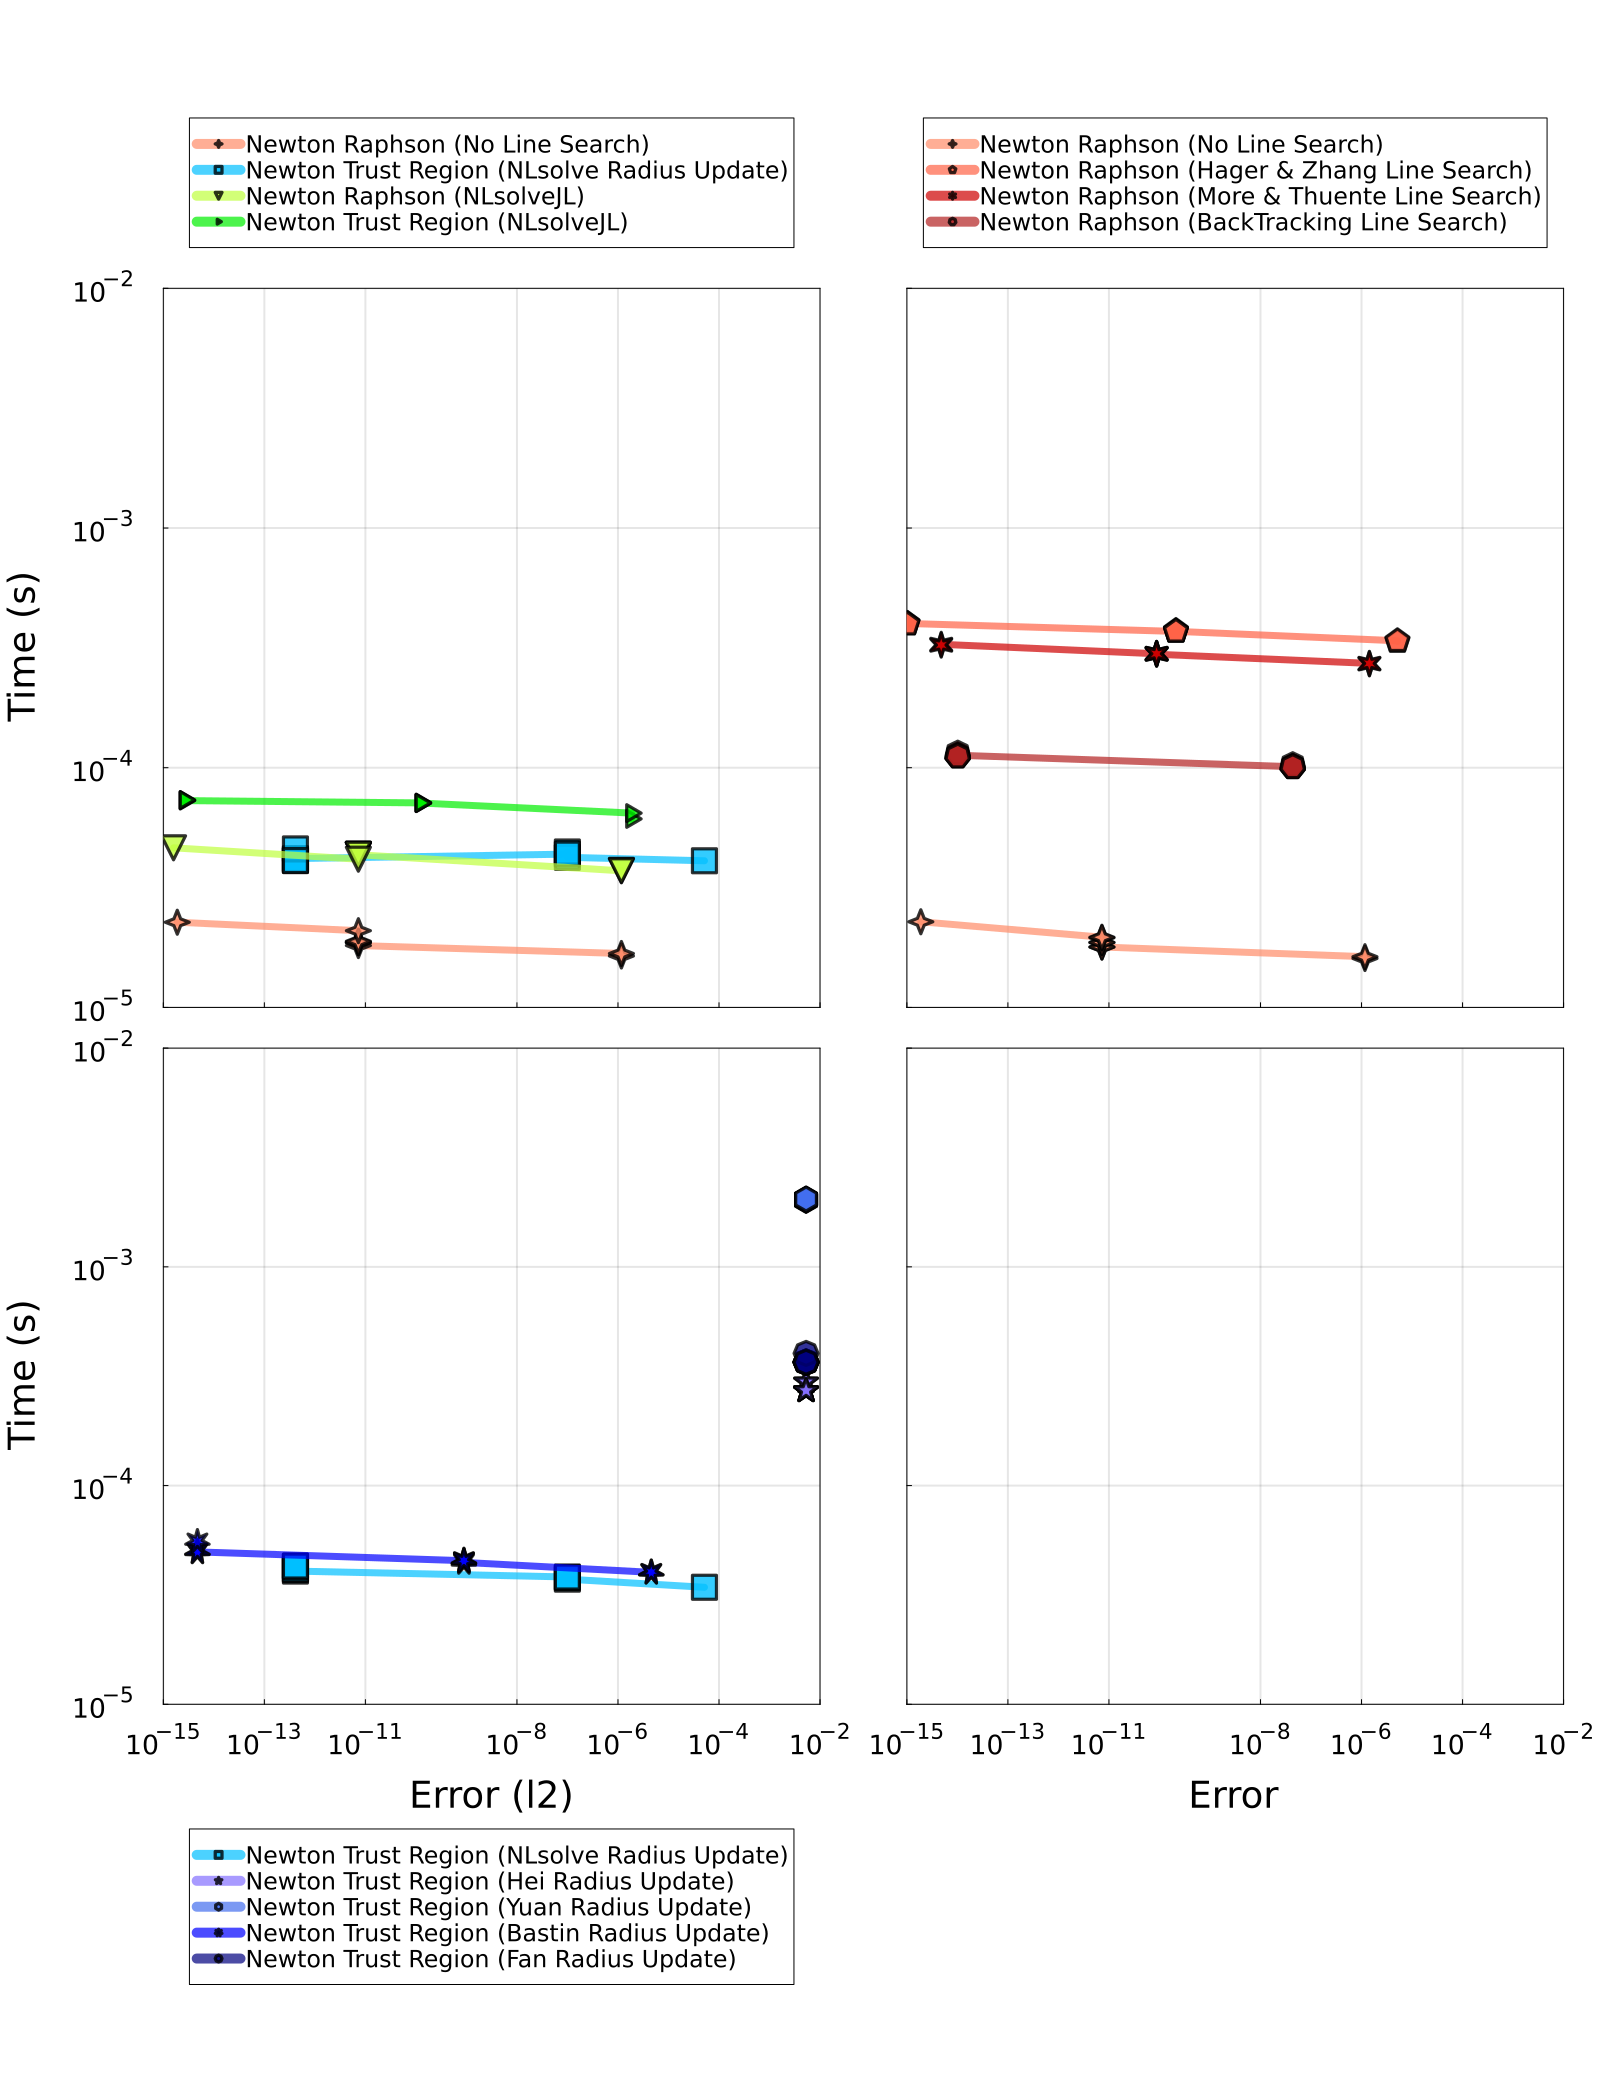 Newton Raphson (No Line Search)
Newton Trust Region (NLsolve Radius Update)
Newton Raphson (NLsolveJL)
Newton Trust Region (NLsolveJL)
Newton Raphson (No Line Search)
Newton Raphson (Hager & Zhang Line Search)
Newton Raphson (More & Thuente Line Search)
Newton Raphson (BackTracking Line Search)
Time (s)
10⁻²
10⁻³
10⁻⁴
10⁻⁵
Time (s)
10⁻²
10⁻³
10⁻⁴
10⁻⁵
10⁻¹⁵ 10⁻¹³ 10⁻¹¹ 10⁻⁸ 10⁻⁶ 10⁻⁴ 10⁻²
Error (l2)
10⁻¹⁵ 10⁻¹³ 10⁻¹¹ 10⁻⁸ 10⁻⁶ 10⁻⁴ 10⁻²
Error
Newton Trust Region (NLsolve Radius Update)
Newton Trust Region (Hei Radius Update)
Newton Trust Region (Yuan Radius Update)
Newton Trust Region (Bastin Radius Update)
Newton Trust Region (Fan Radius Update)